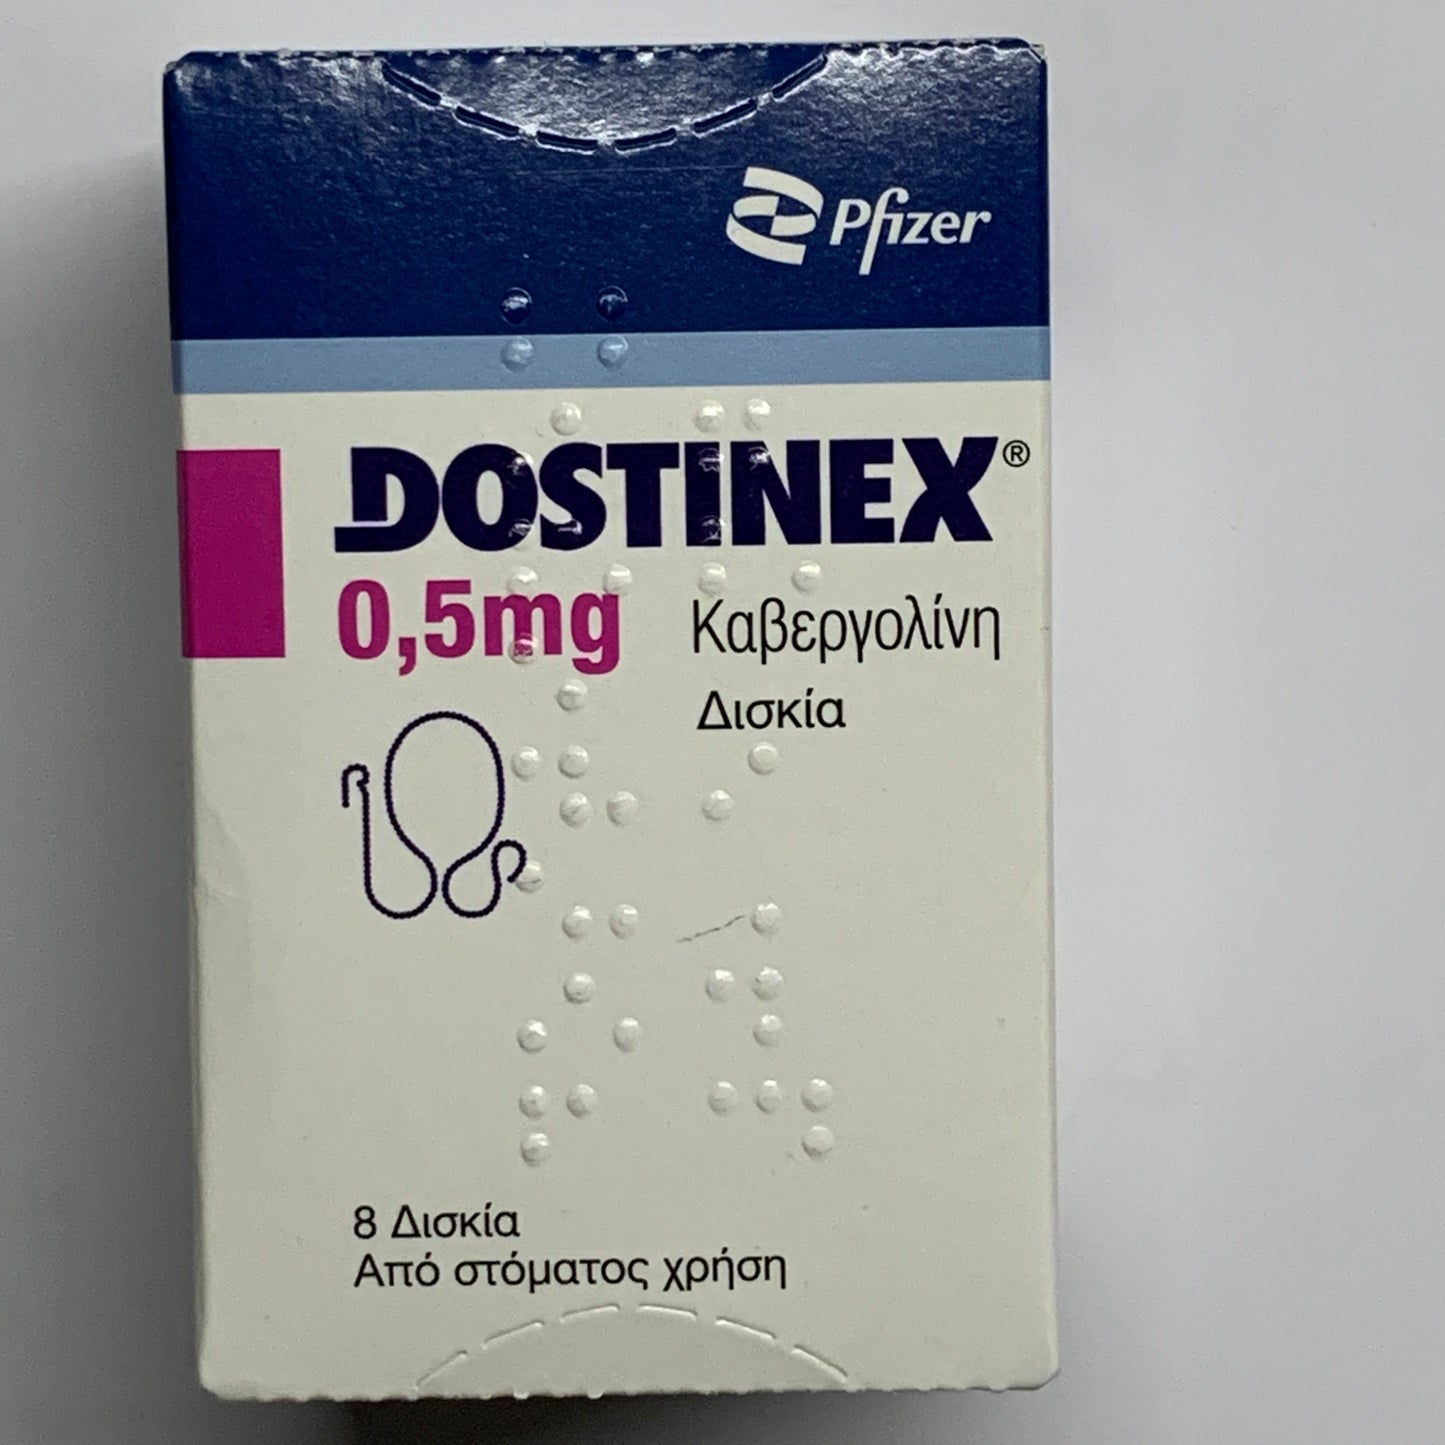 Pfizer
DOSTINEX®
0,5mg Καβεργολίνη
Δισκία
8 Δισκία
Από στόματος χρήση